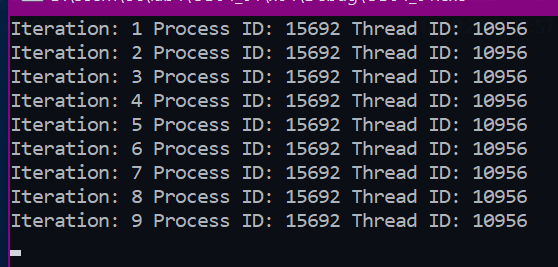 Iteration: 1 Process ID: 15692 Thread ID: 10956
Iteration: 2 Process ID: 15692 Thread ID: 10956
Iteration: 3 Process ID: 15692 Thread ID: 10956
Iteration: 4 Process ID: 15692 Thread ID: 10956
Iteration: 5 Process ID: 15692 Thread ID: 10956
Iteration: 6 Process ID: 15692 Thread ID: 10956
Iteration: 7 Process ID: 15692 Thread ID: 10956
Iteration: 8 Process ID: 15692 Thread ID: 10956
Iteration: 9 Process ID: 15692 Thread ID: 10956